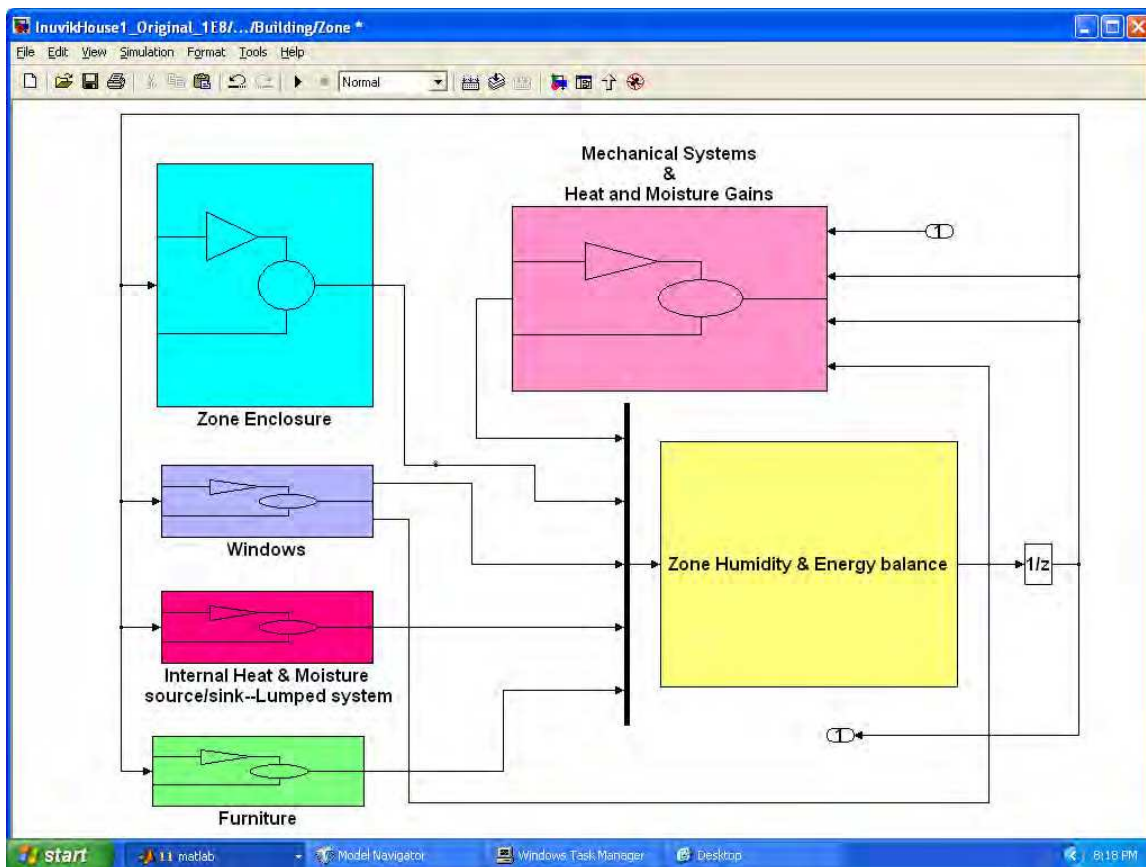 InuvikHouse1_Original_1E8/.../Building/Zone *
File Edit View Simulation Format Tools Help
Normal
Mechanical Systems
&
Heat and Moisture Gains
1
Zone Enclosure
Windows
Zone Humidity & Energy balance
1/z
Internal Heat & Moisture
source/sink--Lumped system
1
Furniture
start
11 matlab
Model Navigator
Windows Task Manager
Desktop
8:18 PM